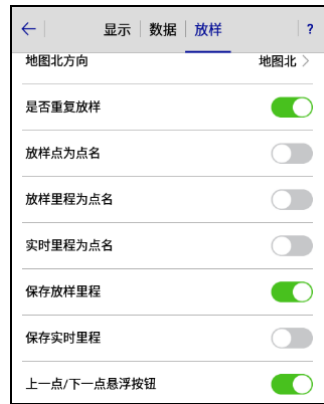 ← 显示 数据 放样 ?
地图北方向 地图北 >
是否重复放样
放样点为点名
放样里程为点名
实时里程为点名
保存放样里程
保存实时里程
上一点/下一点悬浮按钮